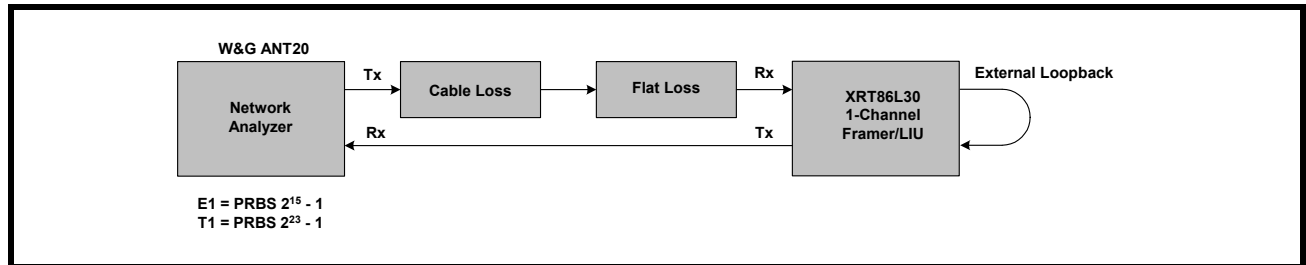 W&G ANT20
Network
Analyzer
Tx
Rx
Cable Loss
Flat Loss
Rx
Tx
XRT86L30
1-Channel
Framer/LIU
External Loopback
E1 = PRBS 2¹⁵ - 1
T1 = PRBS 2²³ - 1